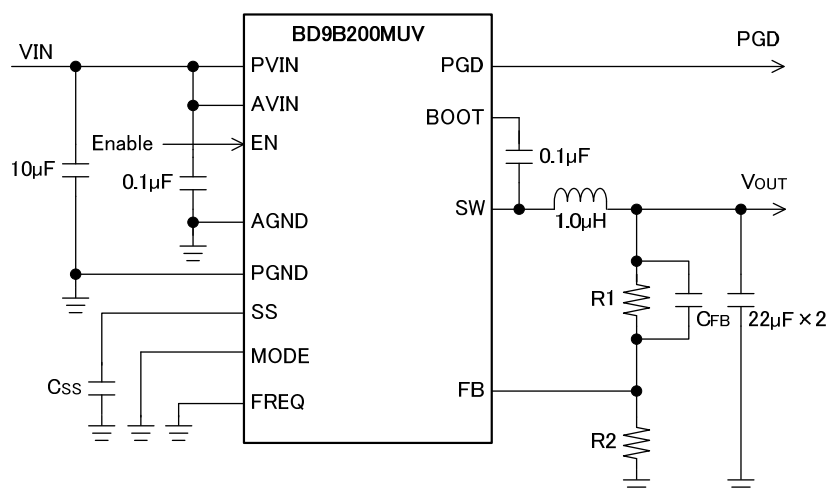 BD9B200MUV
VIN
PVIN
PGD
PGD
AVIN
BOOT
Enable
EN
10µF
0.1µF
0.1µF
VOUT
SW
1.0µH
AGND
PGND
R1
CFB
22µF×2
SS
MODE
CSS
FB
FREQ
R2